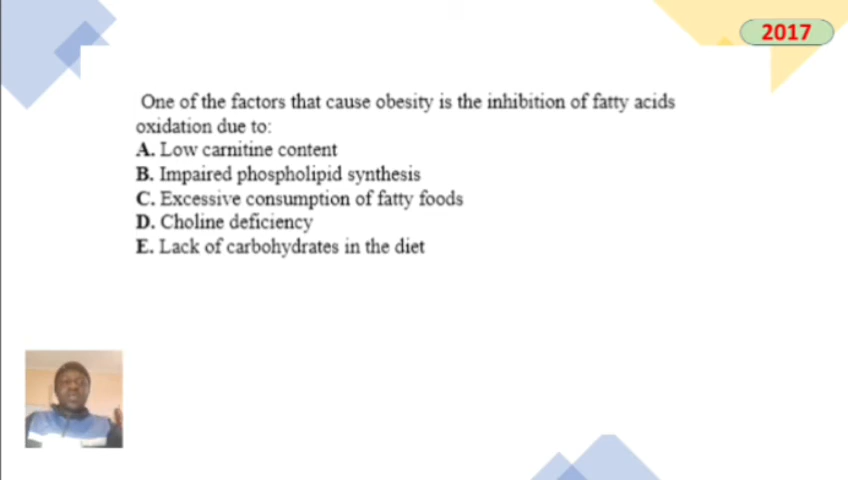 2017
One of the factors that cause obesity is the inhibition of fatty acids
oxidation due to:
A. Low carnitine content
B. Impaired phospholipid synthesis
C. Excessive consumption of fatty foods
D. Choline deficiency
E. Lack of carbohydrates in the diet